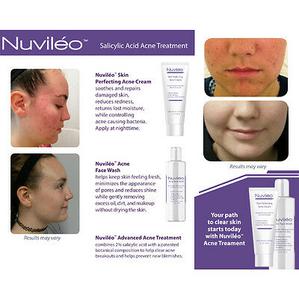 Nuviléo™
Salicylic Acid Acne Treatment
Nuviléo™ Skin
Perfecting Acne Cream
soothes and repairs
damaged skin,
reduces redness,
returns lost moisture,
while controlling
acne causing bacteria.
Apply at nighttime.
Nuviléo
Results may vary
Nuviléo™ Acne
Face Wash
helps keep skin feeling fresh,
minimizes the appearance
of pores and reduces shine
while gently removing
excess oil, dirt, and makeup
without drying the skin.
Nuviléo
Results may vary
Nuviléo™ Advanced Acne Treatment
combines 2% salicylic acid with a patented
botanical composition to help clear acne
breakouts and helps prevent new blemishes.
Your path
to clear skin
starts today
with Nuviléo™
Acne Treament
Nuviléo
Nuviléo